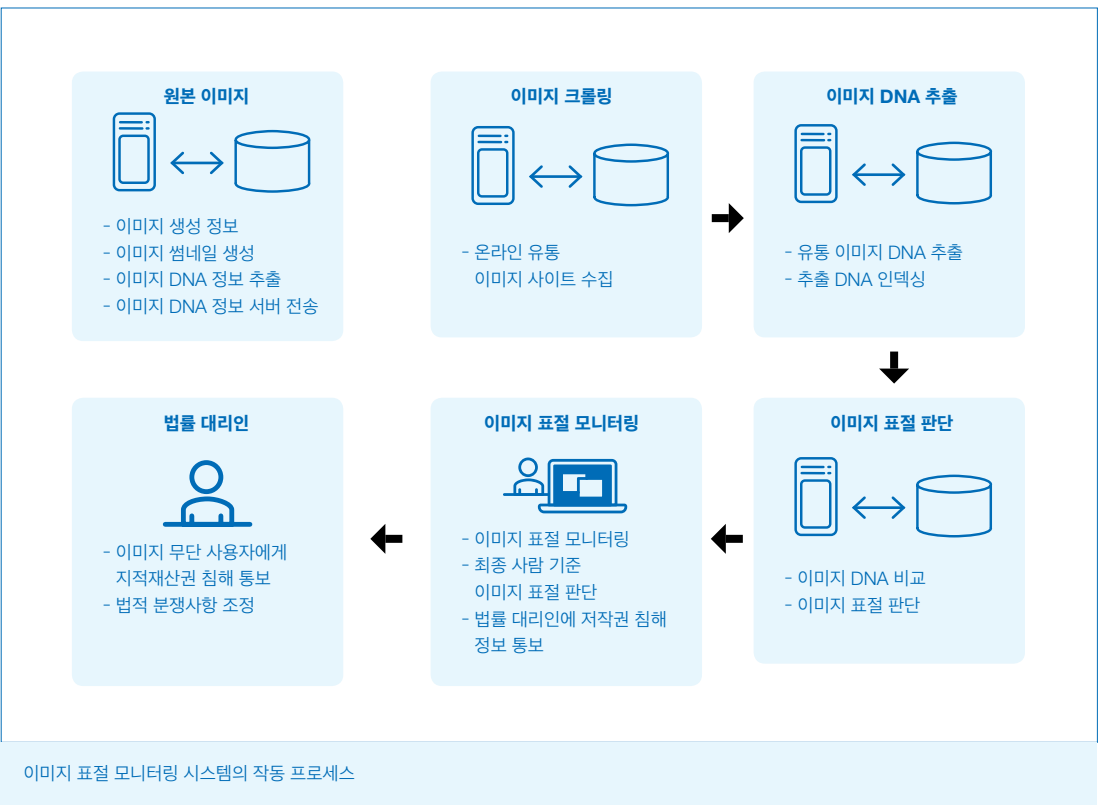 원본 이미지
- 이미지 생성 정보
- 이미지 썸네일 생성
- 이미지 DNA 정보 추출
- 이미지 DNA 정보 서버 전송
이미지 크롤링
- 온라인 유통
이미지 사이트 수집
이미지 DNA 추출
- 유통 이미지 DNA 추출
- 추출 DNA 인덱싱
이미지 표절 판단
- 이미지 DNA 비교
- 이미지 표절 판단
이미지 표절 모니터링
- 이미지 표절 모니터링
- 최종 사람 기준
이미지 표절 판단
- 법률 대리인에 저작권 침해
정보 통보
법률 대리인
- 이미지 무단 사용자에게
지적재산권 침해 통보
- 법적 분쟁사항 조정
이미지 표절 모니터링 시스템의 작동 프로세스